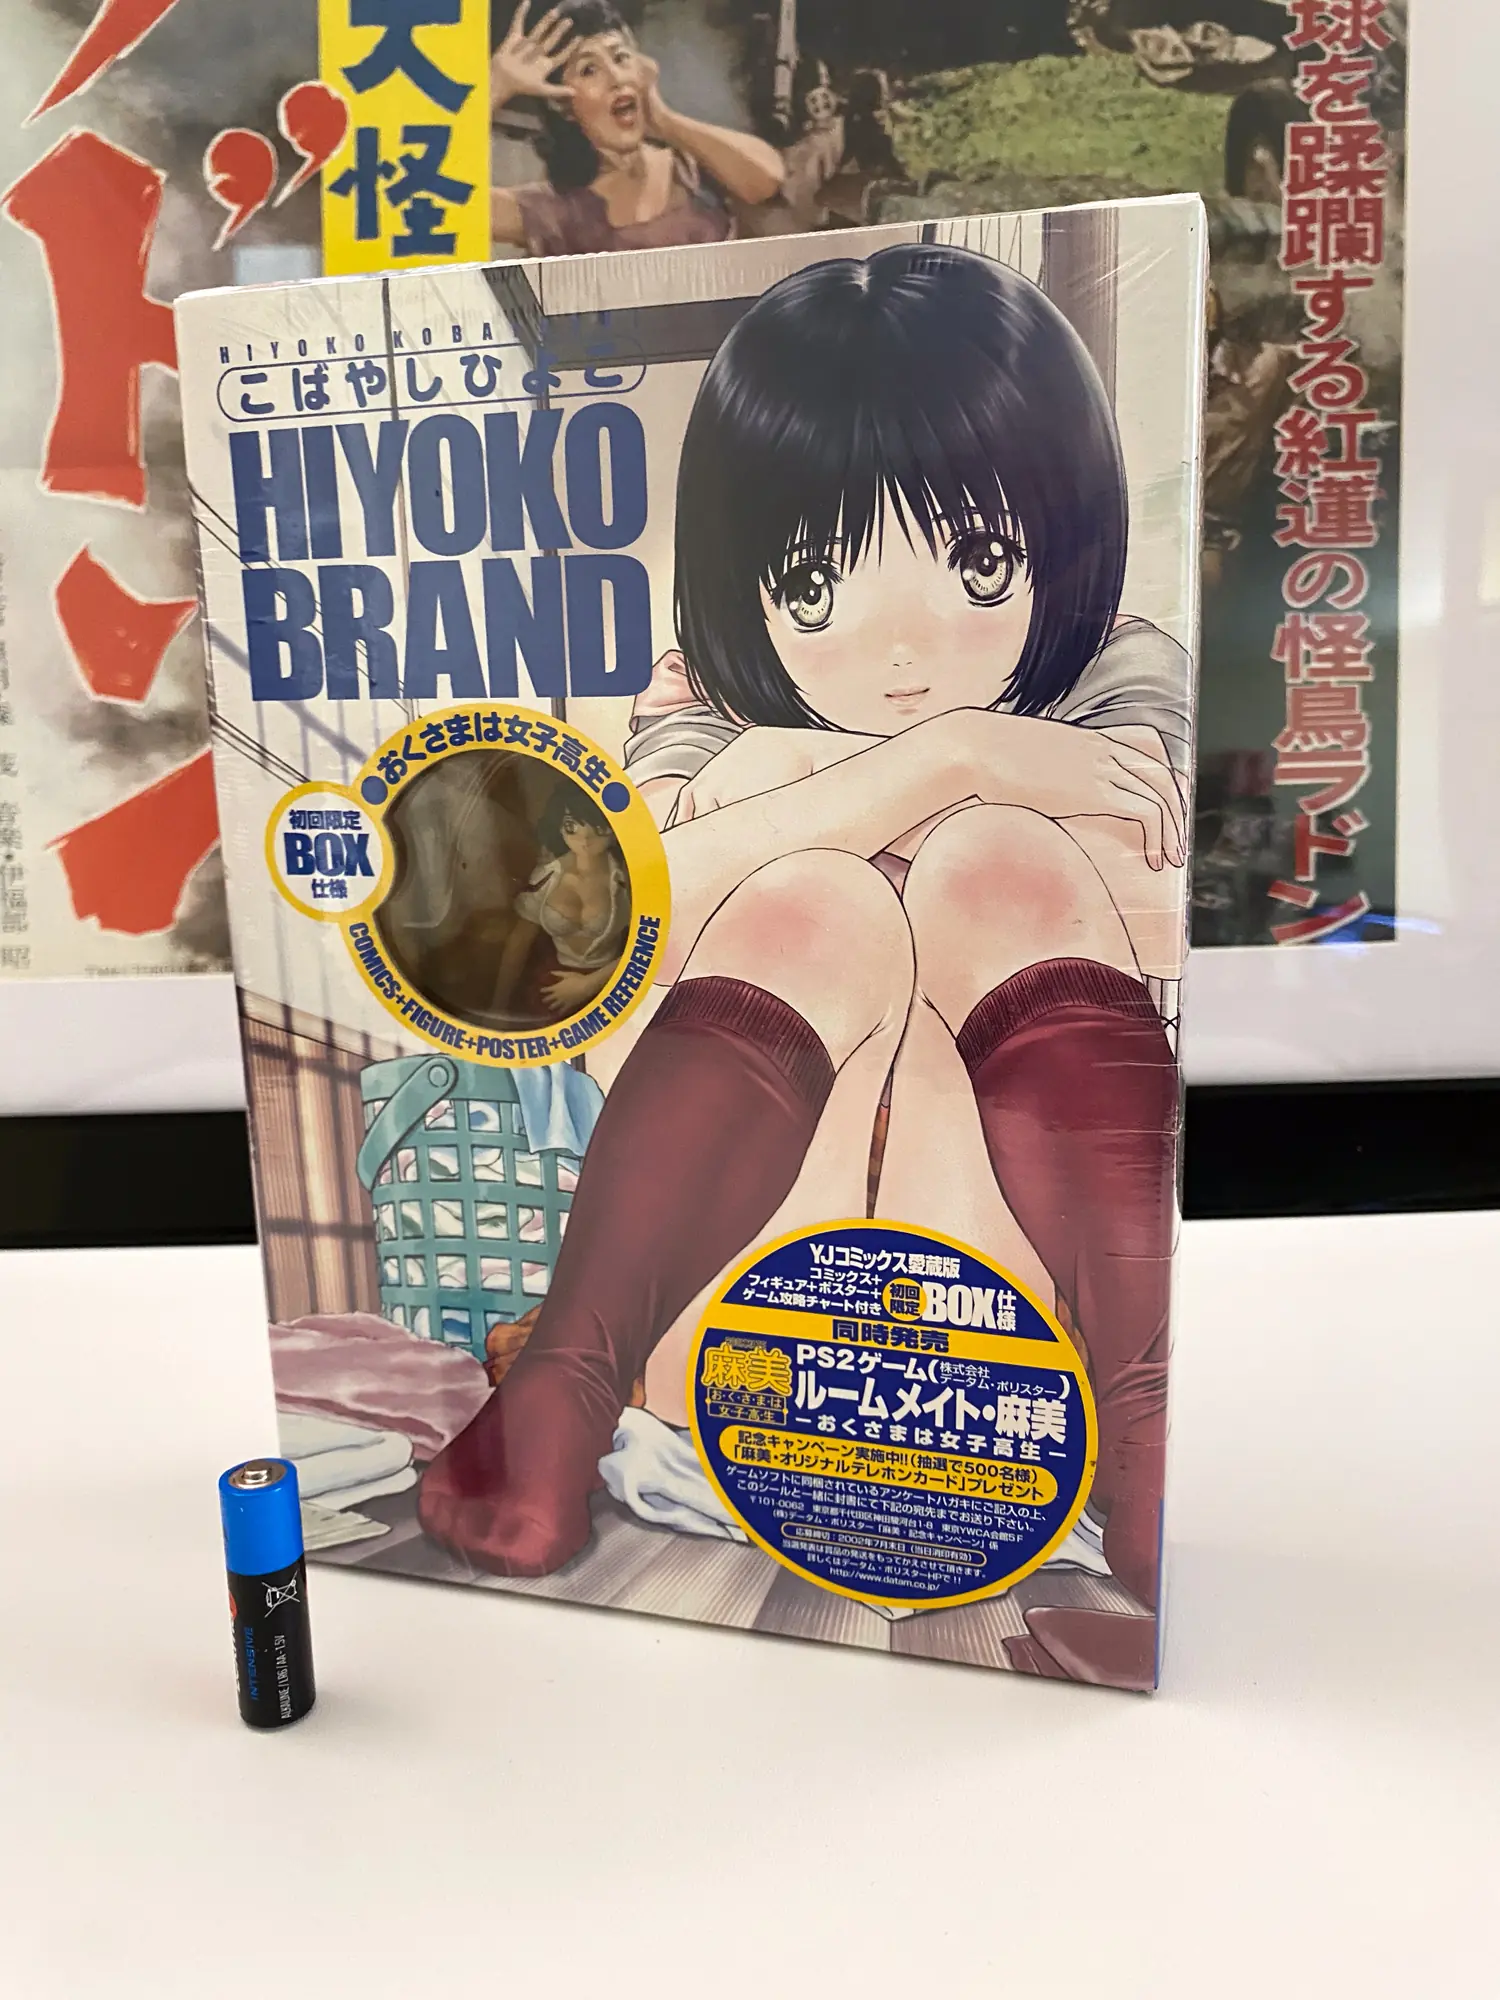 大怪
ラドン
球を蹂躙する紅蓮の怪鳥ラドン
HIYOKO KOBA
こばやしひよこ
HIYOKO
BRAND
●おくさまは女子高生●
初回限定
BOX
仕様
COMICS+FIGURE+POSTER+GAME REFERENCE
YJコミックス愛蔵版
コミックス+
フィギュア+ポスター+
ゲーム攻略チャート付き
初回
限定
BOX仕様
同時発売
麻美
おくさまは
女子高生
PS2ゲーム(株式会社
データム・ポリスター)
ルームメイト・麻美
−おくさまは女子高生−
記念キャンペーン実施中!!(抽選で500名様)
「麻美・オリジナルテレホンカード」プレゼント
ゲームソフトに同梱されているアンケートハガキにご記入の上、
このシールと一緒に封書にて下記の宛先までお送り下さい。
〒101-0062 東京都千代田区神田駿河台1-8 東京YWCA会館5F
(株)データム・ポリスター「麻美・記念キャンペーン」係
応募締切:2002年7月末日(当日消印有効)
当選発表は賞品の発送をもってかえさせて頂きます。
詳しくはデータム・ポリスターHPで!!
http://www.datam.co.jp/
INTENSIVE
ALKALINE/LR6/AA-1.5V